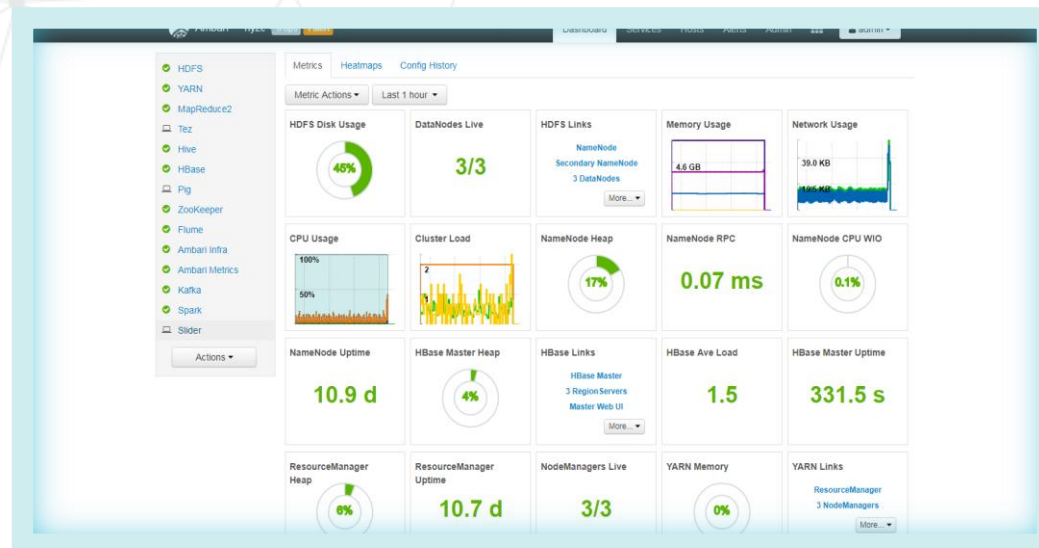 Ambari
Dashboard Services Hosts Alerts Admin admin
HDFS
YARN
MapReduce2
Tez
Hive
HBase
Pig
ZooKeeper
Flume
Ambari Infra
Ambari Metrics
Kafka
Spark
Slider
Actions
Metrics Heatmaps Config History
Metric Actions Last 1 hour
HDFS Disk Usage
45%
DataNodes Live
3/3
HDFS Links
NameNode
Secondary NameNode
3 DataNodes
More...
Memory Usage
4.6 GB
Network Usage
39.0 KB
19.5 KB
CPU Usage
100%
50%
Cluster Load
2
1
NameNode Heap
17%
NameNode RPC
0.07 ms
NameNode CPU WIO
0.1%
NameNode Uptime
10.9 d
HBase Master Heap
4%
HBase Links
HBase Master
3 RegionServers
Master Web UI
More...
HBase Ave Load
1.5
HBase Master Uptime
331.5 s
ResourceManager
Heap
6%
ResourceManager
Uptime
10.7 d
NodeManagers Live
3/3
YARN Memory
0%
YARN Links
ResourceManager
3 NodeManagers
More...